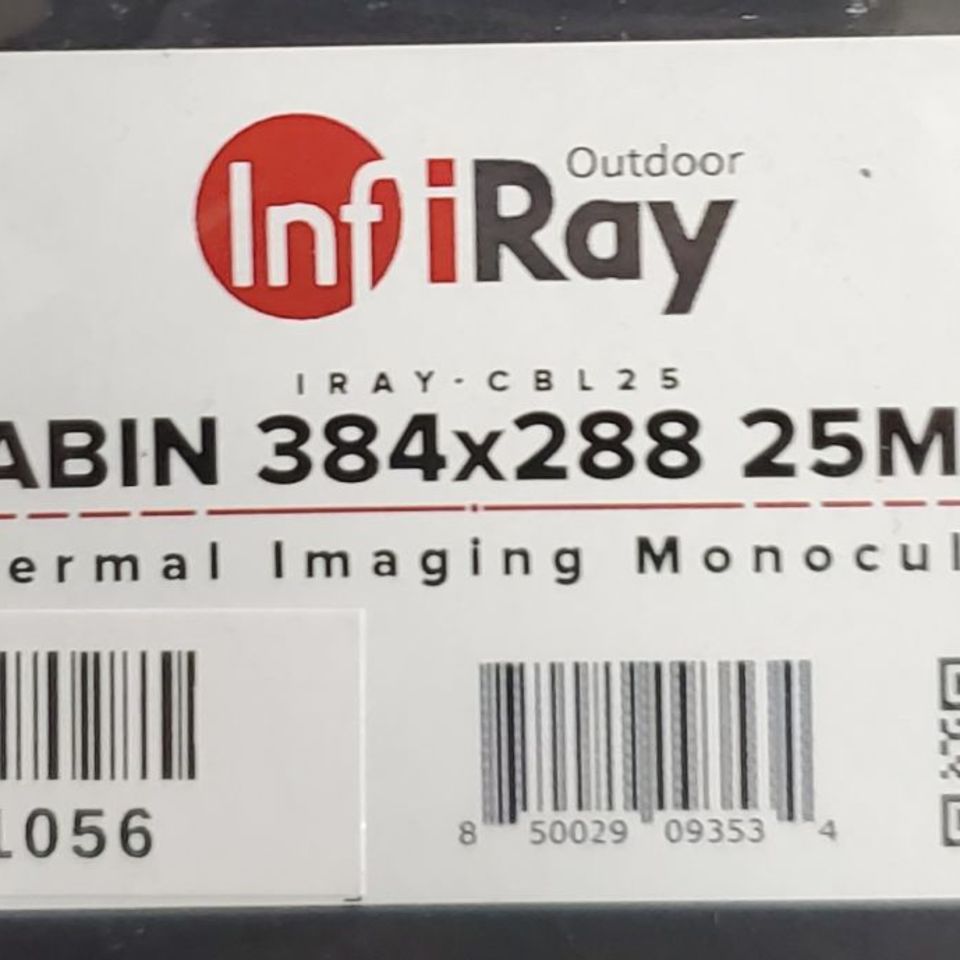 InfiRay Outdoor
IRAY-CBL25
ABIN 384x288 25M
ermal Imaging Monocul
1056
8 50029 09353 4